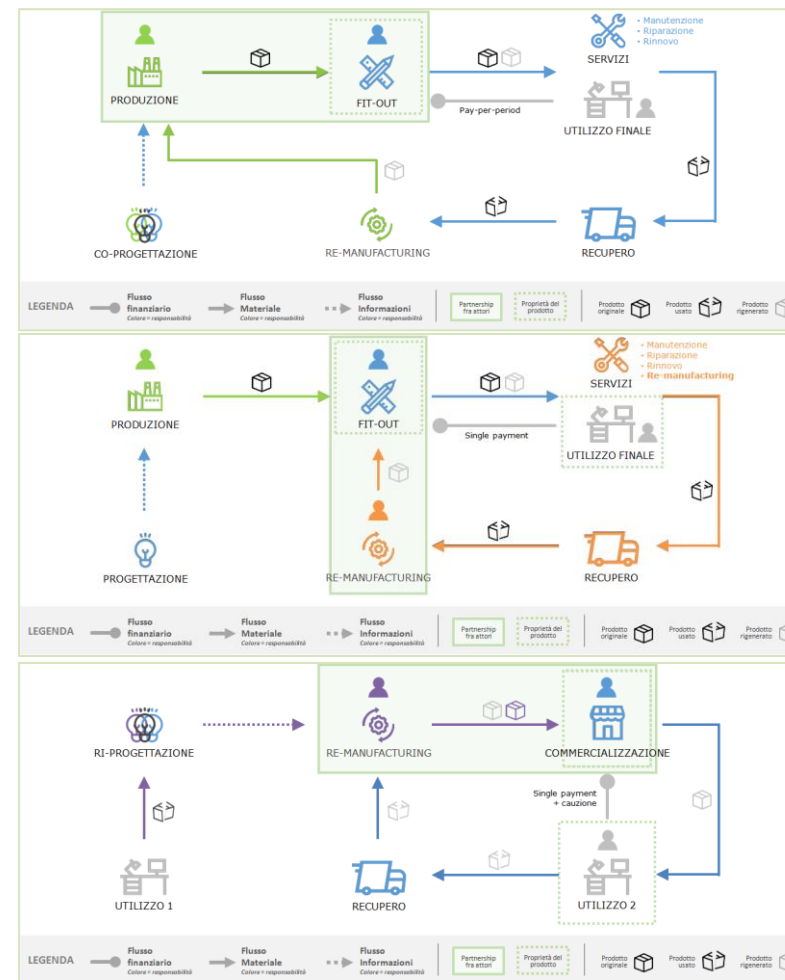 • Manutenzione
• Riparazione
• Rinnovo
SERVIZI
PRODUZIONE
FIT-OUT
Pay-per-period
UTILIZZO FINALE
CO-PROGETTAZIONE
RE-MANUFACTURING
RECUPERO
LEGENDA
Flusso
finanziario
Colore = responsabilità
Flusso
Materiale
Colore = responsabilità
Flusso
Informazioni
Colore = responsabilità
Partnership
fra attori
Proprietà del
prodotto
Prodotto
originale
Prodotto
usato
Prodotto
rigenerato
• Manutenzione
• Riparazione
• Rinnovo
• Re-manufacturing
SERVIZI
PRODUZIONE
FIT-OUT
Single payment
UTILIZZO FINALE
PROGETTAZIONE
RE-MANUFACTURING
RECUPERO
LEGENDA
Flusso
finanziario
Colore = responsabilità
Flusso
Materiale
Colore = responsabilità
Flusso
Informazioni
Colore = responsabilità
Partnership
fra attori
Proprietà del
prodotto
Prodotto
originale
Prodotto
usato
Prodotto
rigenerato
RI-PROGETTAZIONE
RE-MANUFACTURING
COMMERCIALIZZAZIONE
Single payment
+ cauzione
UTILIZZO 1
RECUPERO
UTILIZZO 2
LEGENDA
Flusso
finanziario
Colore = responsabilità
Flusso
Materiale
Colore = responsabilità
Flusso
Informazioni
Colore = responsabilità
Partnership
fra attori
Proprietà del
prodotto
Prodotto
originale
Prodotto
usato
Prodotto
rigenerato